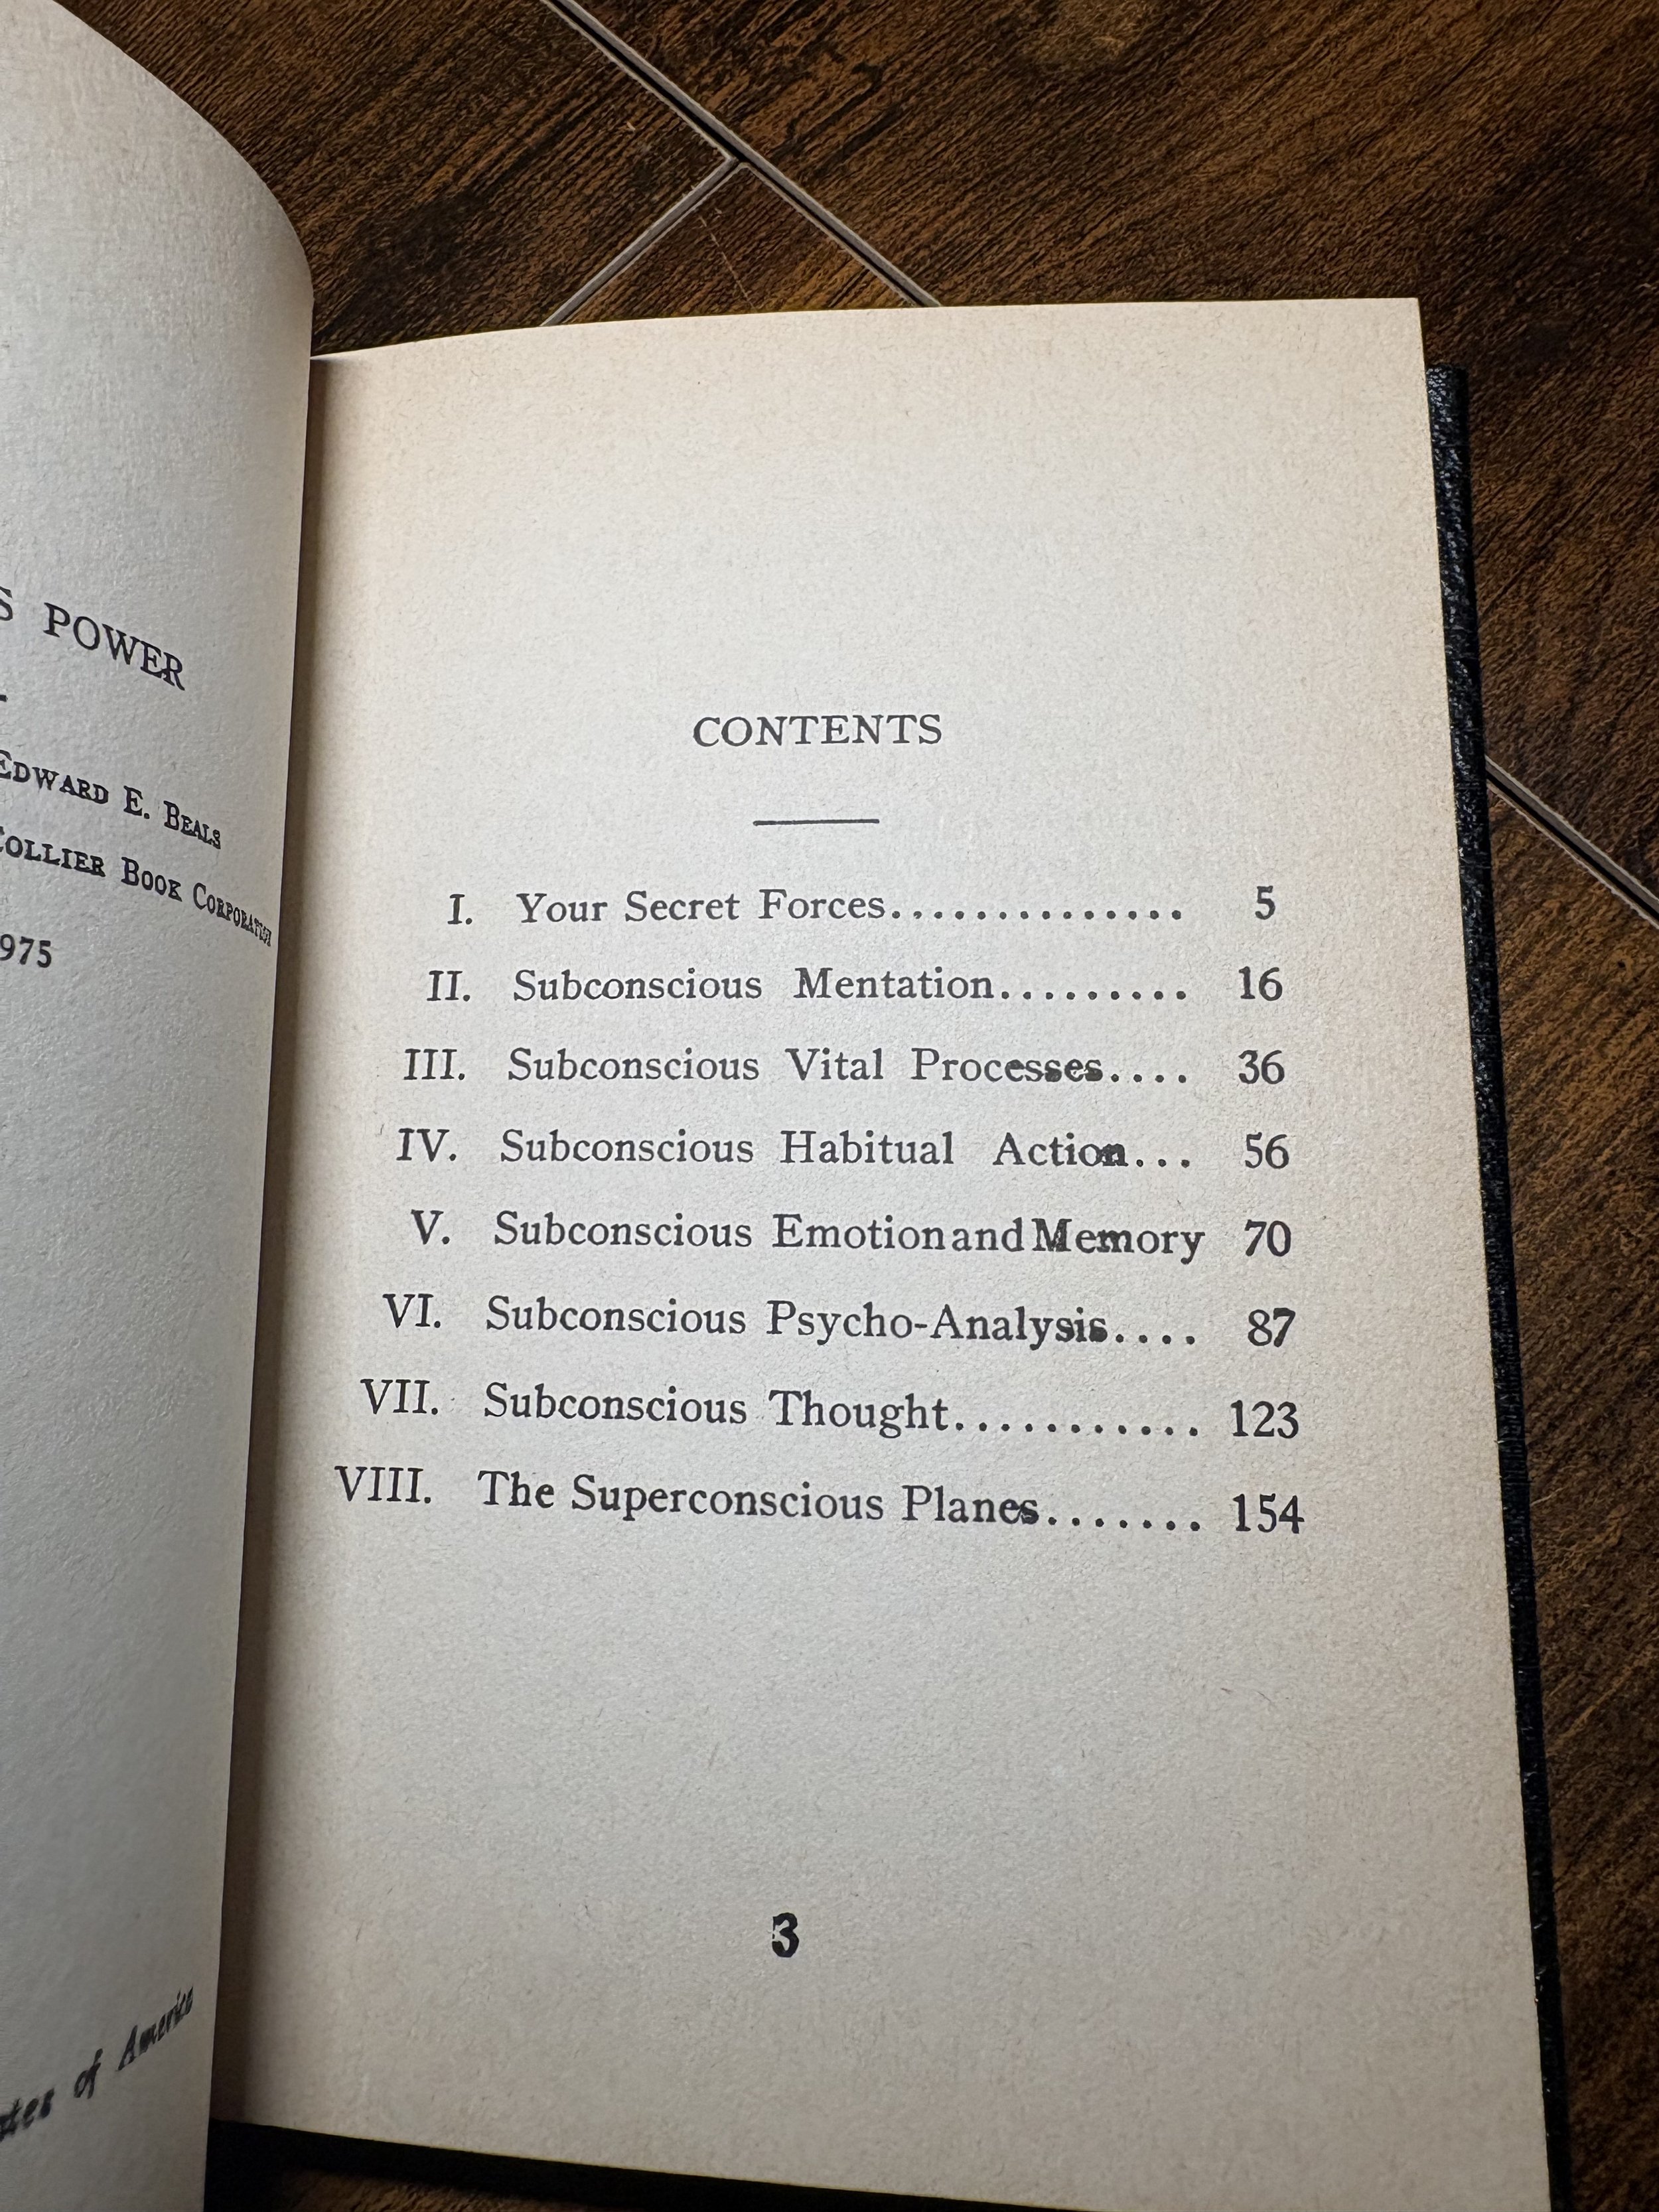 S POWER
EDWARD E. BEALS
COLLIER BOOK CORPORATION
975
of America
CONTENTS
I. Your Secret Forces.............. 5
II. Subconscious Mentation......... 16
III. Subconscious Vital Processes.... 36
IV. Subconscious Habitual Action... 56
V. Subconscious Emotion and Memory 70
VI. Subconscious Psycho-Analysis.... 87
VII. Subconscious Thought........... 123
VIII. The Superconscious Planes....... 154
3